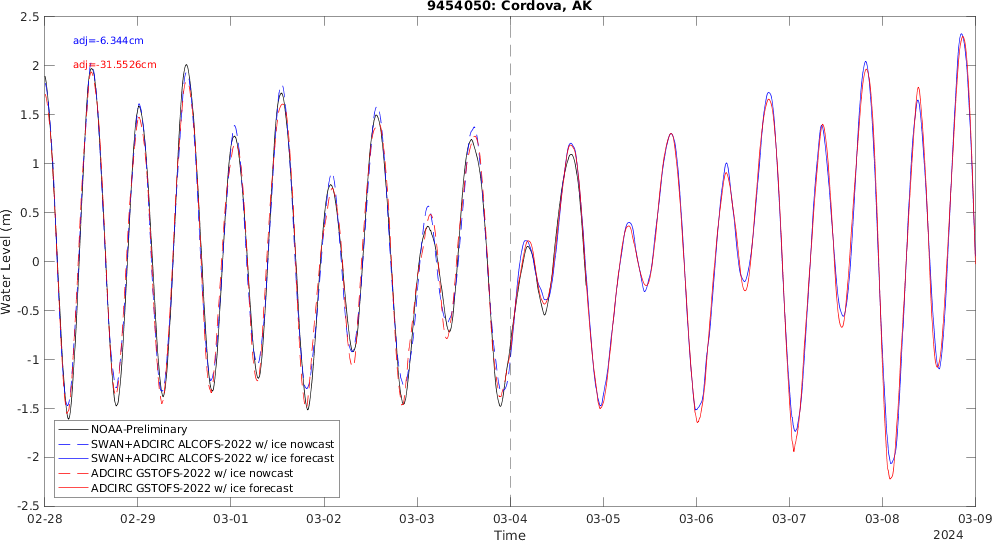 9454050: Cordova, AK
adj=-6.344cm
adj=-31.5526cm
Water Level (m)
2.5
2
1.5
1
0.5
0
-0.5
-1
-1.5
-2
-2.5
NOAA-Preliminary
SWAN+ADCIRC ALCOFS-2022 w/ ice nowcast
SWAN+ADCIRC ALCOFS-2022 w/ ice forecast
ADCIRC GSTOFS-2022 w/ ice nowcast
ADCIRC GSTOFS-2022 w/ ice forecast
02-28 02-29 03-01 03-02 03-03 03-04 03-05 03-06 03-07 03-08 03-09
Time
2024